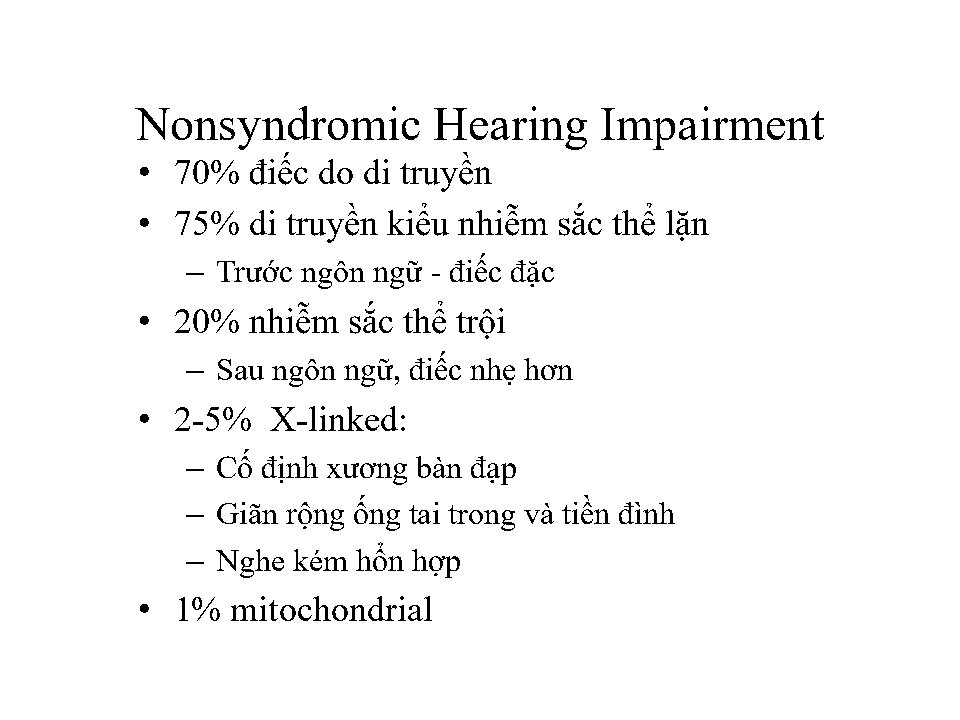 Nonsyndromic Hearing Impairment
• 70% điếc do di truyền
• 75% di truyền kiểu nhiễm sắc thể lặn
– Trước ngôn ngữ - điếc đặc
• 20% nhiễm sắc thể trội
– Sau ngôn ngữ, điếc nhẹ hơn
• 2-5%  X-linked:
– Cố định xương bàn đạp
– Giãn rộng ống tai trong và tiền đình
– Nghe kém hổn hợp
• 1% mitochondrial